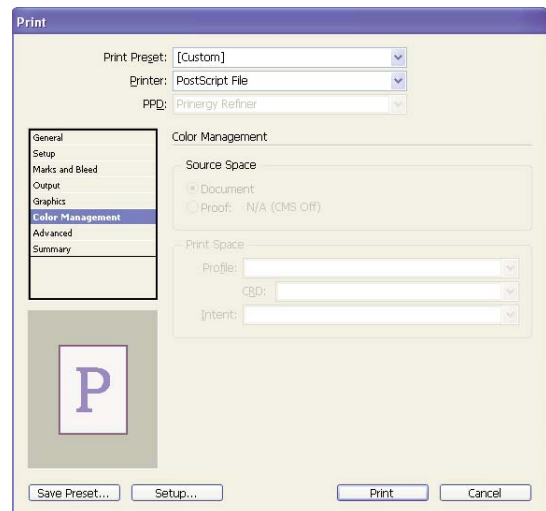 Print
Print Preset: [Custom]
Printer: PostScript File
PPD: Prinergy Refiner
General
Setup
Marks and Bleed
Output
Graphics
Color Management
Advanced
Summary
Color Management
Source Space
Document
Proof: N/A (CMS Off)
Print Space
Profile:
CRD:
Intent:
P
Save Preset...
Setup...
Print
Cancel